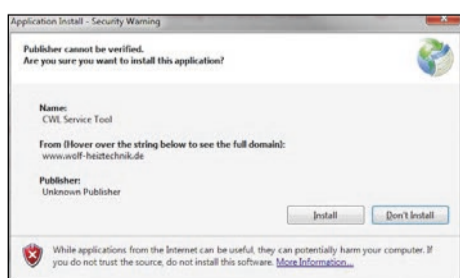 Application Install - Security Warning
Publisher cannot be verified.
Are you sure you want to install this application?
Name:
CWL Service Tool
From (Hover over the string below to see the full domain):
www.wolf-heiztechnik.de
Publisher:
Unknown Publisher
Install
Don't Install
While applications from the Internet can be useful, they can potentially harm your computer. If
you do not trust the source, do not install this software. More Information...